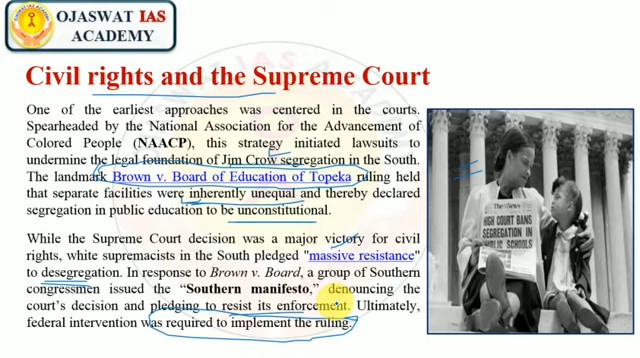 OJASWAT IAS
ACADEMY
Civil rights and the Supreme Court
One of the earliest approaches was centered in the courts.
Spearheaded by the National Association for the Advancement of
Colored People (NAACP), this strategy initiated lawsuits to
undermine the legal foundation of Jim Crow segregation in the South.
The landmark Brown v. Board of Education of Topeka ruling held
that separate facilities were inherently unequal and thereby declared
segregation in public education to be unconstitutional.
While the Supreme Court decision was a major victory for civil
rights, white supremacists in the South pledged "massive resistance"
to desegregation. In response to Brown v. Board, a group of Southern
congressmen issued the “Southern manifesto,” denouncing the
court's decision and pledging to resist its enforcement. Ultimately,
federal intervention was required to implement the ruling.
HIGH COURT BANS
SEGREGATION IN
PUBLIC SCHOOLS